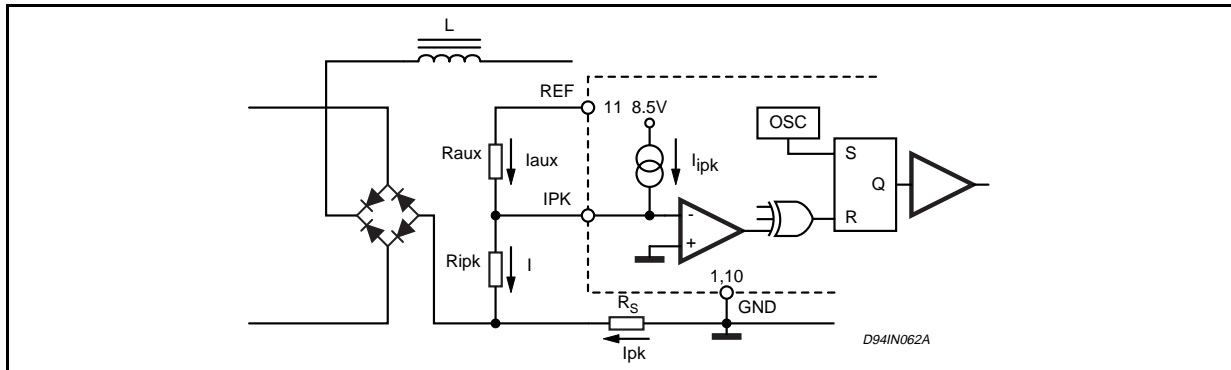 L
REF
11 8.5V
OSC
S
Raux
Iaux
Iipk
Q
IPK
-
R
+
Ripk
I
1,10
RS
GND
Ipk
D94IN062A